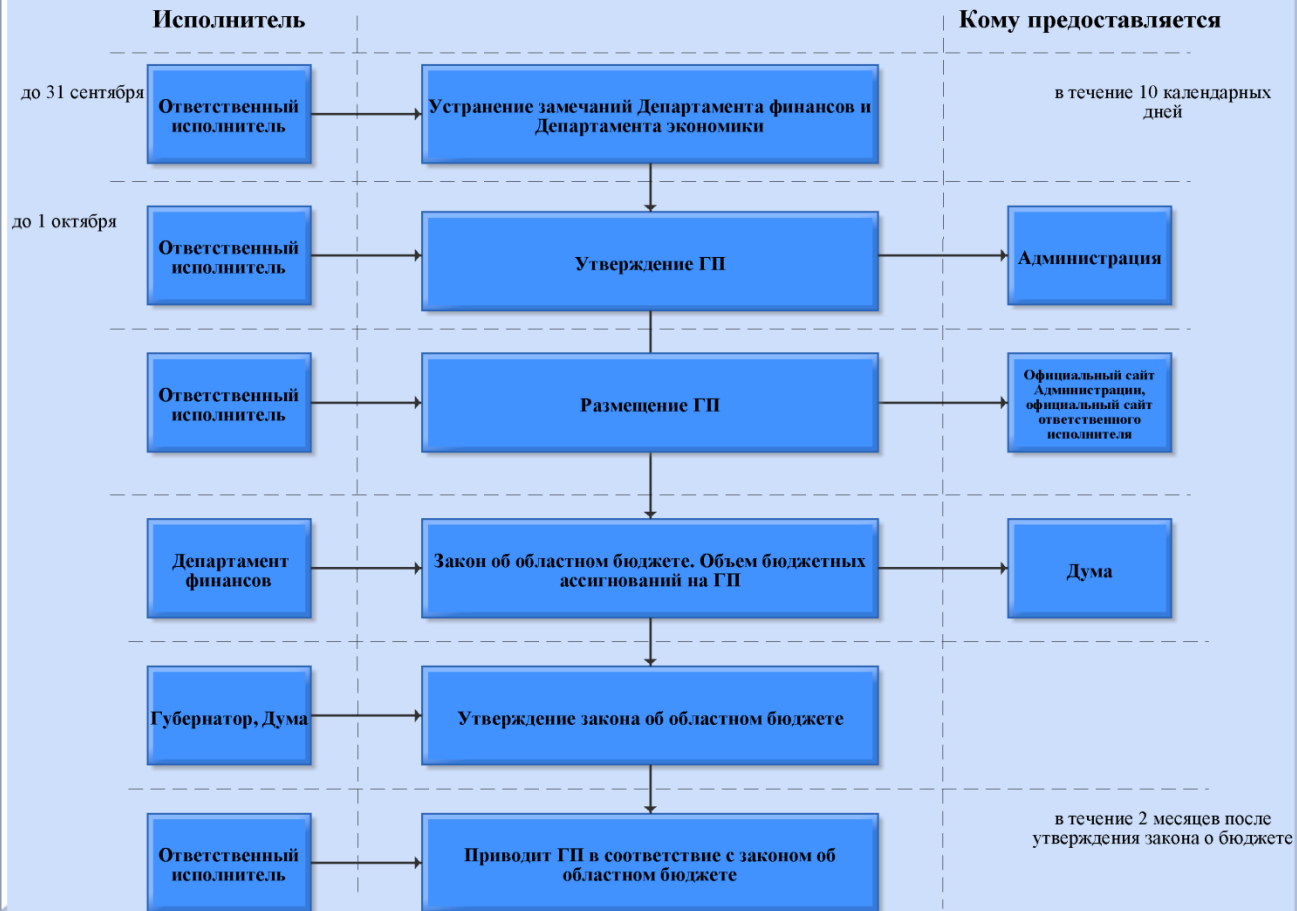 Исполнитель
Кому предоставляется
до 31 сентября
Ответственный
исполнитель
Устранение замечаний Департамента финансов и
Департамента экономики
в течение 10 календарных
дней
до 1 октября
Ответственный
исполнитель
Утверждение ГП
Администрация
Ответственный
исполнитель
Размещение ГП
Официальный сайт
Администрации,
официальный сайт
ответственного
исполнителя
Департамент
финансов
Закон об областном бюджете. Объем бюджетных
ассигнований на ГП
Дума
Губернатор, Дума
Утверждение закона об областном бюджете
Ответственный
исполнитель
Приводит ГП в соответствие с законом об
областном бюджете
в течение 2 месяцев после
утверждения закона о бюджете